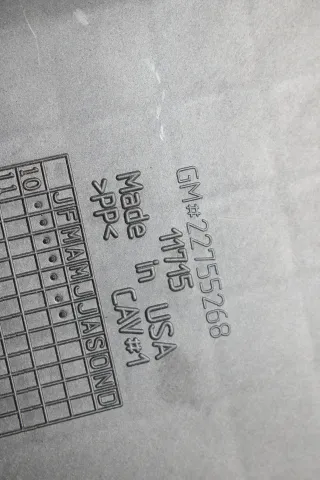 GM#22755268
11715
Made in USA
>PP< CAV#1
JFMAMJJASOND
10
11